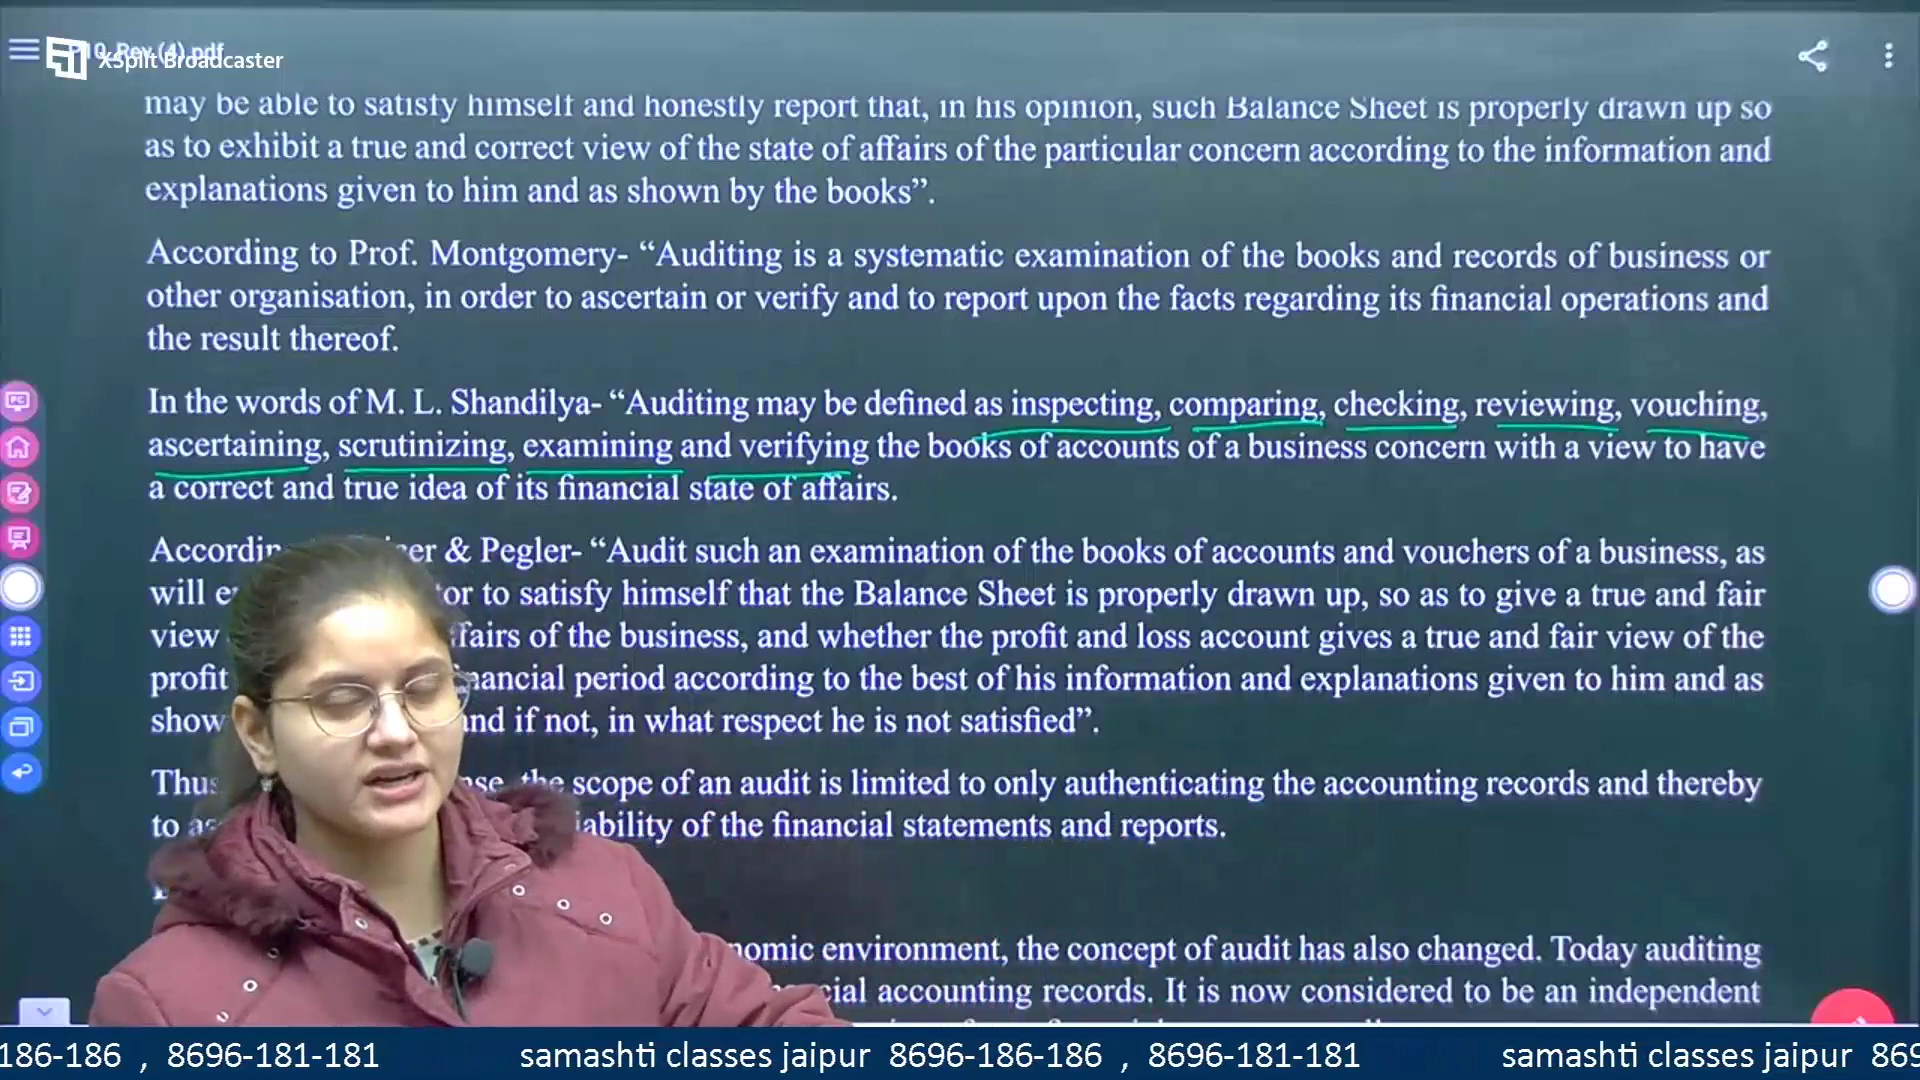 P10_Rev (4).pdf
XSplit Broadcaster
may be able to satisfy himself and honestly report that, in his opinion, such Balance Sheet is properly drawn up so
as to exhibit a true and correct view of the state of affairs of the particular concern according to the information and
explanations given to him and as shown by the books”.
According to Prof. Montgomery- “Auditing is a systematic examination of the books and records of business or
other organisation, in order to ascertain or verify and to report upon the facts regarding its financial operations and
the result thereof.
In the words of M. L. Shandilya- “Auditing may be defined as inspecting, comparing, checking, reviewing, vouching,
ascertaining, scrutinizing, examining and verifying the books of accounts of a business concern with a view to have
a correct and true idea of its financial state of affairs.
& Pegler- “Audit such an examination of the books of accounts and vouchers of a business, as
will to satisfy himself that the Balance Sheet is properly drawn up, so as to give a true and fair
view of the business, and whether the profit and loss account gives a true and fair view of the
profit period according to the best of his information and explanations given to him and as
and if not, in what respect he is not satisfied”.
the scope of an audit is limited to only authenticating the accounting records and thereby
to of the financial statements and reports.
environment, the concept of audit has also changed. Today auditing
accounting records. It is now considered to be an independent
186-186 , 8696-181-181 samashti classes jaipur 8696-186-186 , 8696-181-181 samashti classes jaipur 869